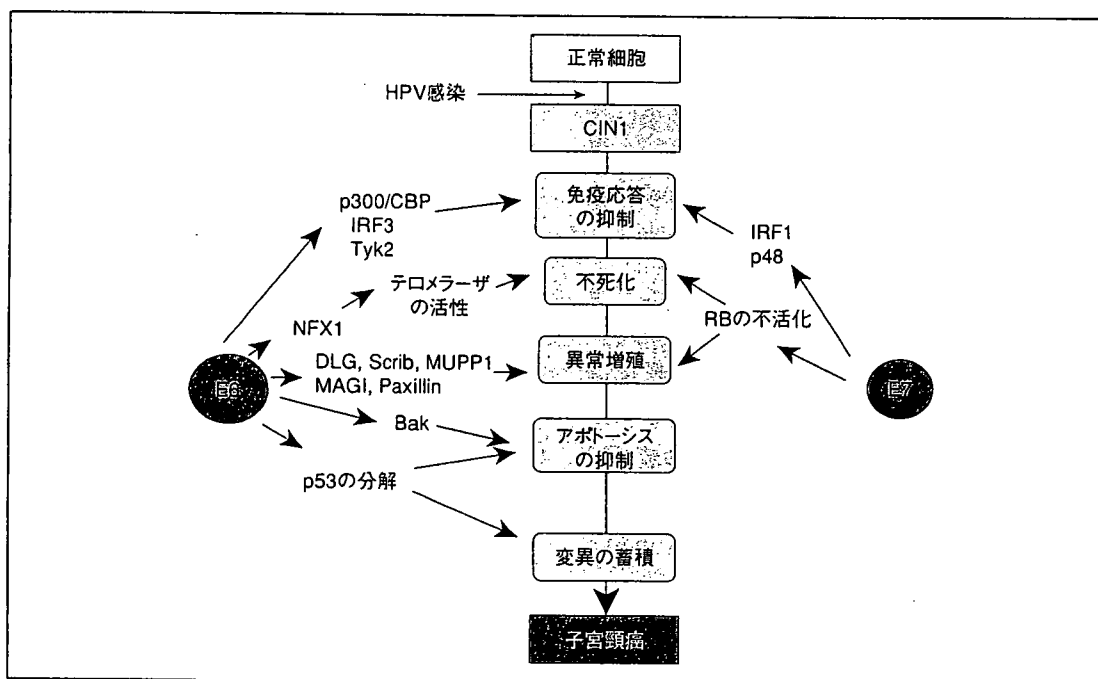 正常細胞
HPV感染
CIN1
免疫応答
の抑制
p300/CBP
IRF3
Tyk2
IRF1
p48
テロメラーザ
の活性
不死化
NFX1
RBの不活化
DLG, Scrib, MUPP1
MAGI, Paxillin
異常増殖
E6
E7
Bak
アポトーシス
の抑制
p53の分解
変異の蓄積
子宮頸癌